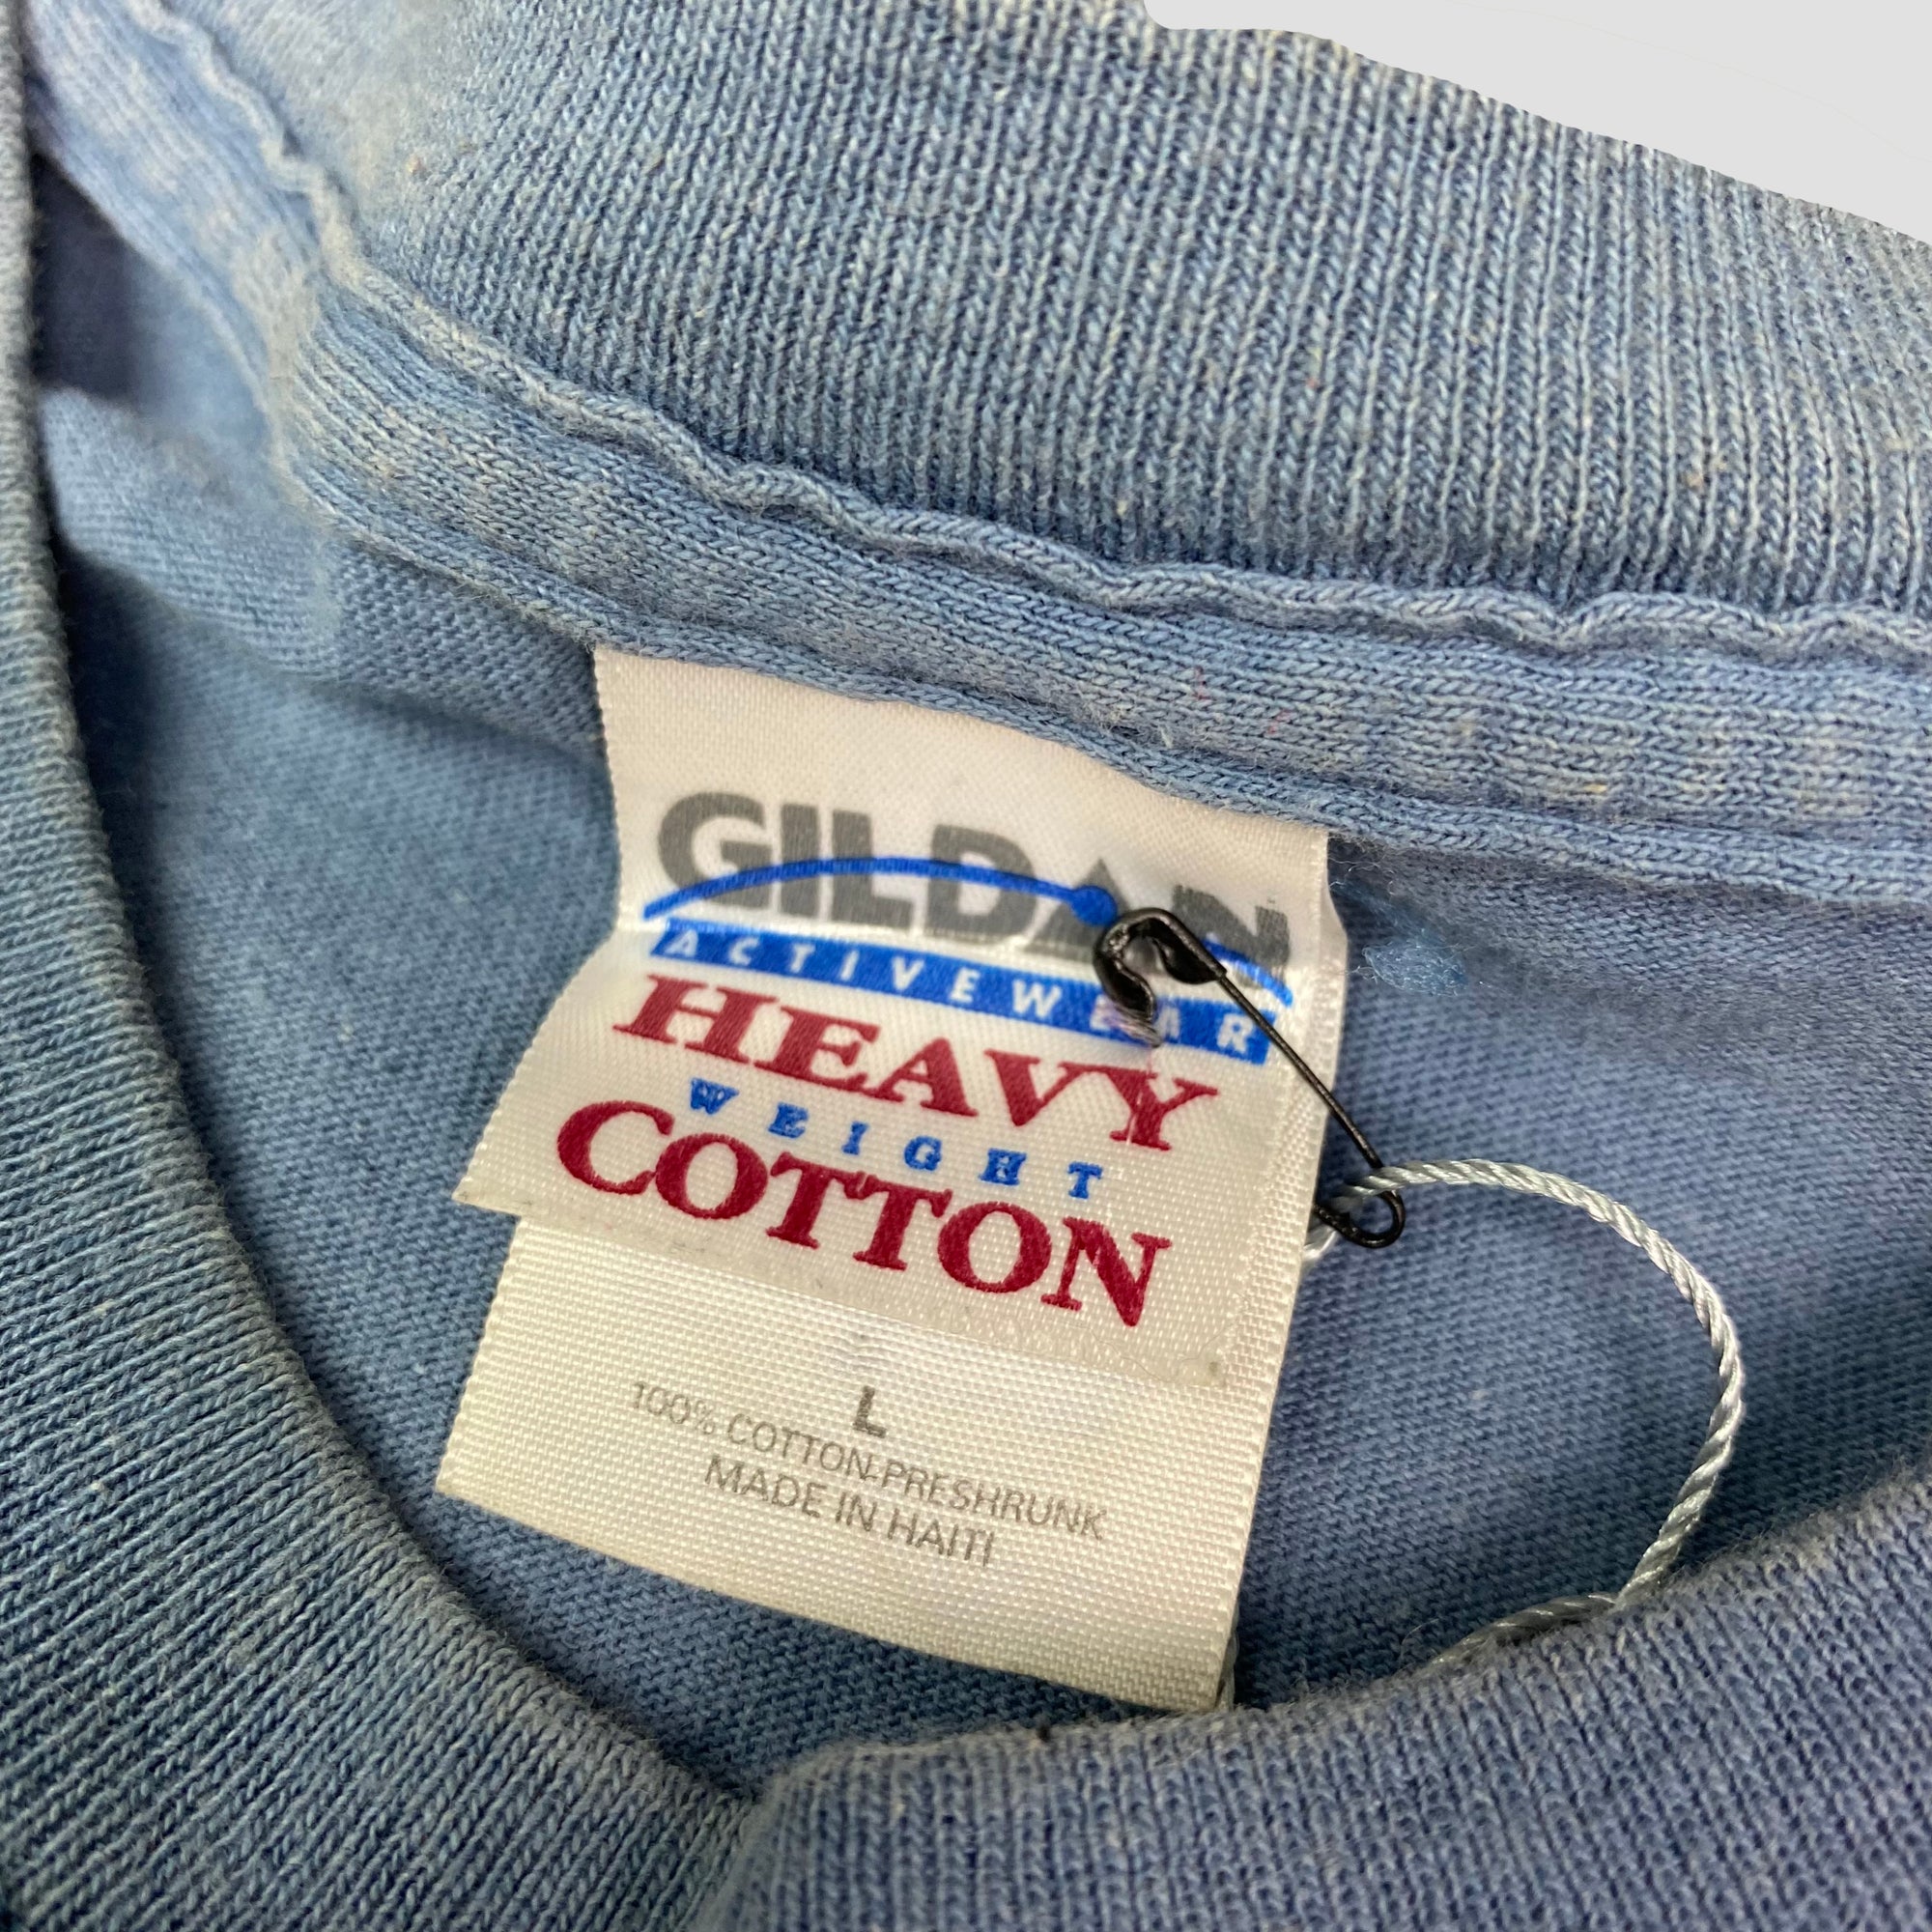 GILDAN
ACTIVEWEAR
HEAVY
WEIGHT
COTTON
L
100% COTTON-PRESHRUNK
MADE IN HAITI